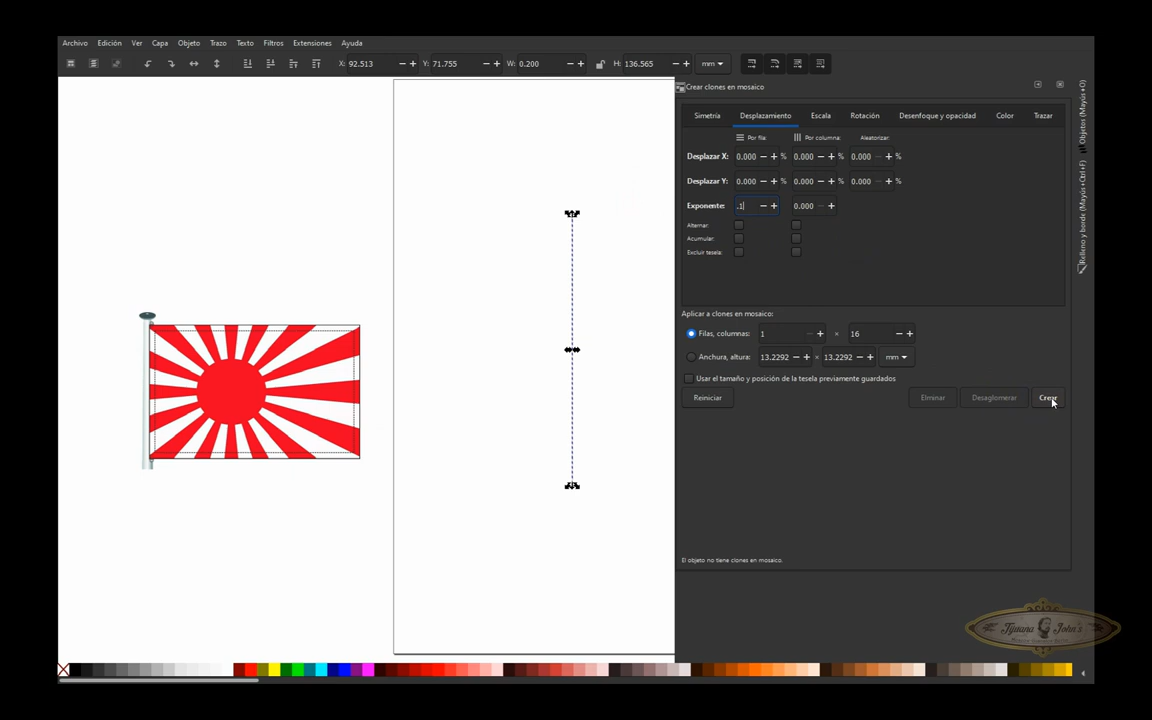 Archivo Edición Ver Capa Objeto Trazo Texto Filtros Extensiones Ayuda
X: 92.513 − + Y: 71.755 − + W: 0.200 − + H: 136.565 − + mm
Crear clones en mosaico
Simetría Desplazamiento Escala Rotación Desenfoque y opacidad Color Trazar
Por fila: Por columna: Aleatorizar:
Desplazar X: 0.000 − + % 0.000 − + % 0.000 − + %
Desplazar Y: 0.000 − + % 0.000 − + % 0.000 − + %
Exponente: .1 − + 0.000 − +
Alternar:
Acumular:
Excluir tesela:
Aplicar a clones en mosaico:
Filas, columnas: 1 − + × 16 − +
Anchura, altura: 13.2292 − + × 13.2292 − + mm
Usar el tamaño y posición de la tesela previamente guardados
Reiniciar Eliminar Desaglomerar Crear
El objeto no tiene clones en mosaico.
Objetos (Mayús+O)
Relleno y borde (Mayús+Ctrl+F)
Tijuana John's